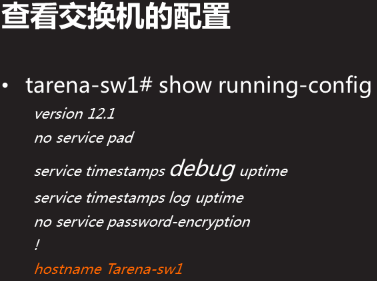 查看交换机的配置
• tarena-sw1# show running-config
version 12.1
no service pad
service timestamps debug uptime
service timestamps log uptime
no service password-encryption
!
hostname Tarena-sw1